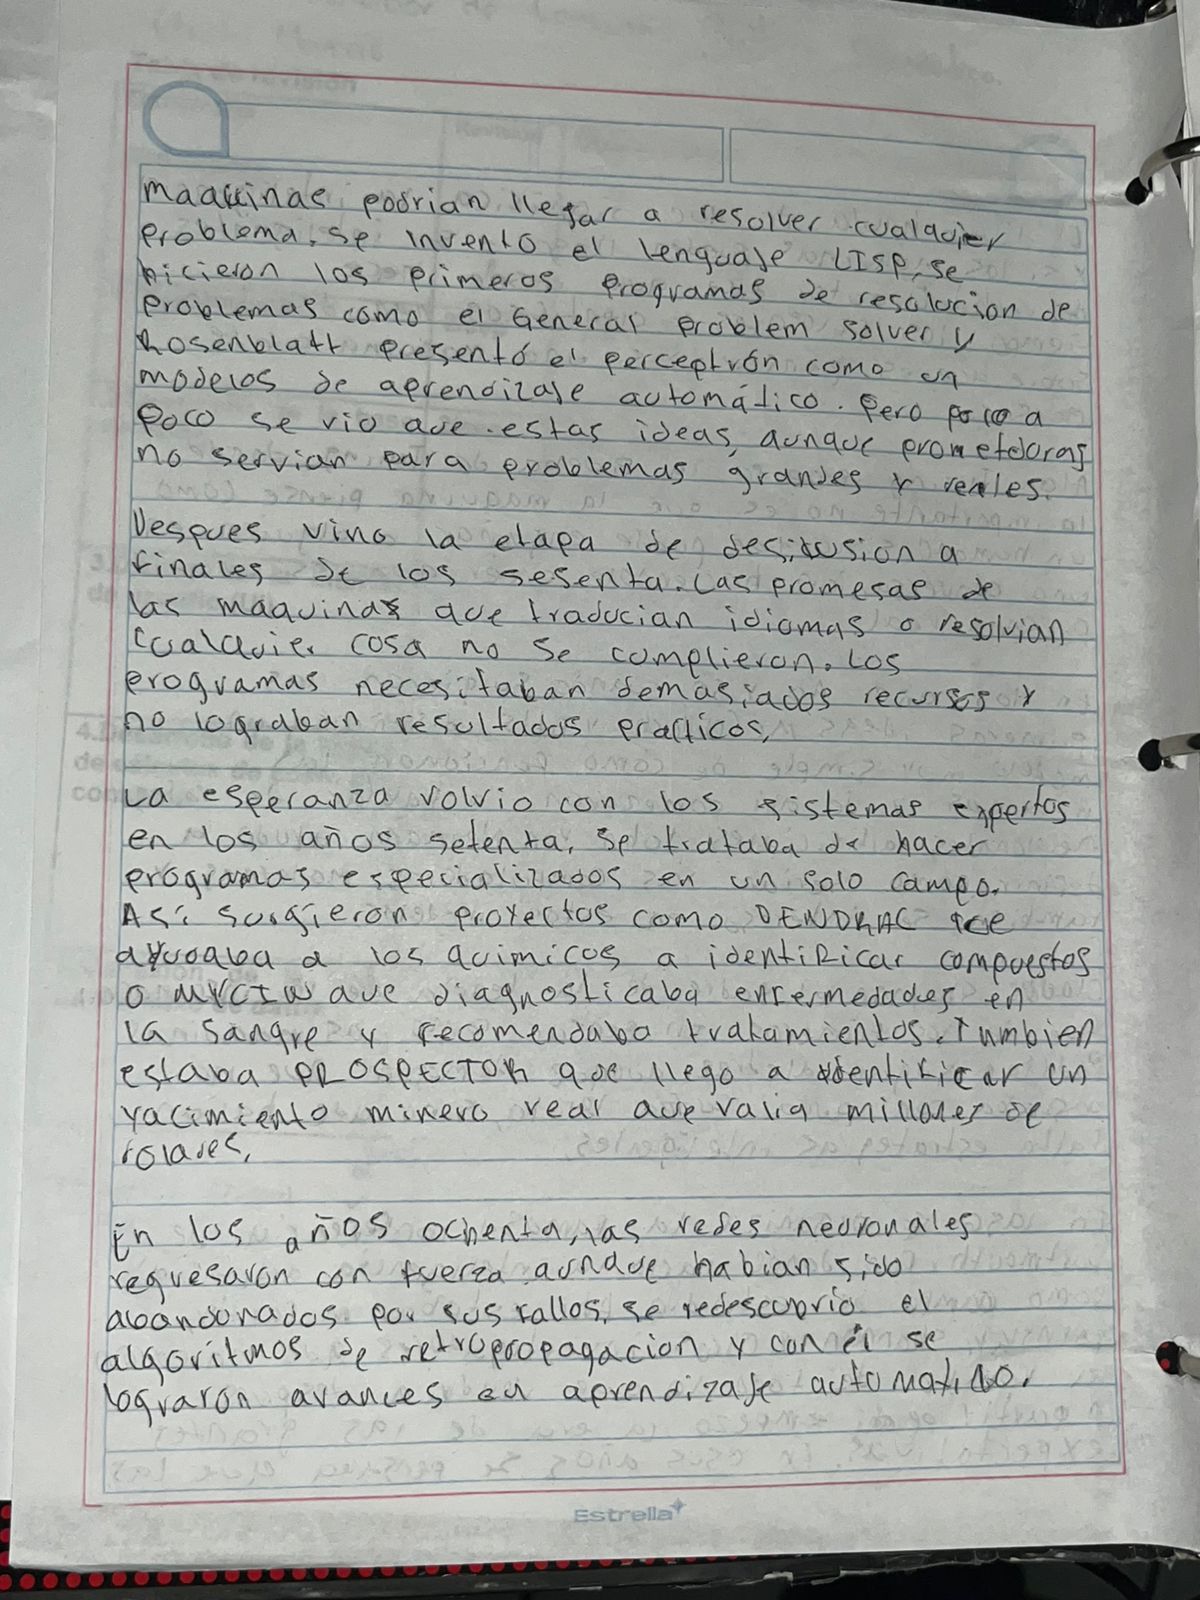 maquinas podrian llegar a resolver cualquier
problema. se invento el lenguaje LISP, se
hicieron los primeros programas de resolucion de
problemas como el General problem solver y
Rosenblatt presentó el perceptrón como un
modelos de aprendizaje automático. Pero poco a
poco se vio que estas ideas, aunque prometedoras
no servian para problemas grandes y reales.
Despues vino la etapa de desilusion a
finales de los sesenta. Las promesas de
las maquinas que traducian idiomas o resolvian
cualquier cosa no se complieron. Los
programas necesitaban demasiados recursos y
no lograban resultados practicos,
La esperanza volvio con los sistemas expertos
en los años setenta, se trataba de hacer
programas especializados en un solo campo.
Así surgieron proyectos como DENDRAL que
ayudaba a los quimicos a identificar compuestos
o MYCIN que diagnosticaba enfermedades en
la sangre y recomendaba tratamientos. Tambien
estaba PROSPECTOR que llego a identificar un
yacimiento minero real que valia millones de
dolares,
En los años ochenta, las redes neuronales
regresaron con fuerza aunque habian sido
abandonados por sus fallos, se redescubrio el
algoritmos de retropropagacion y con él se
lograron avances en aprendizaje automatico.
Estrella